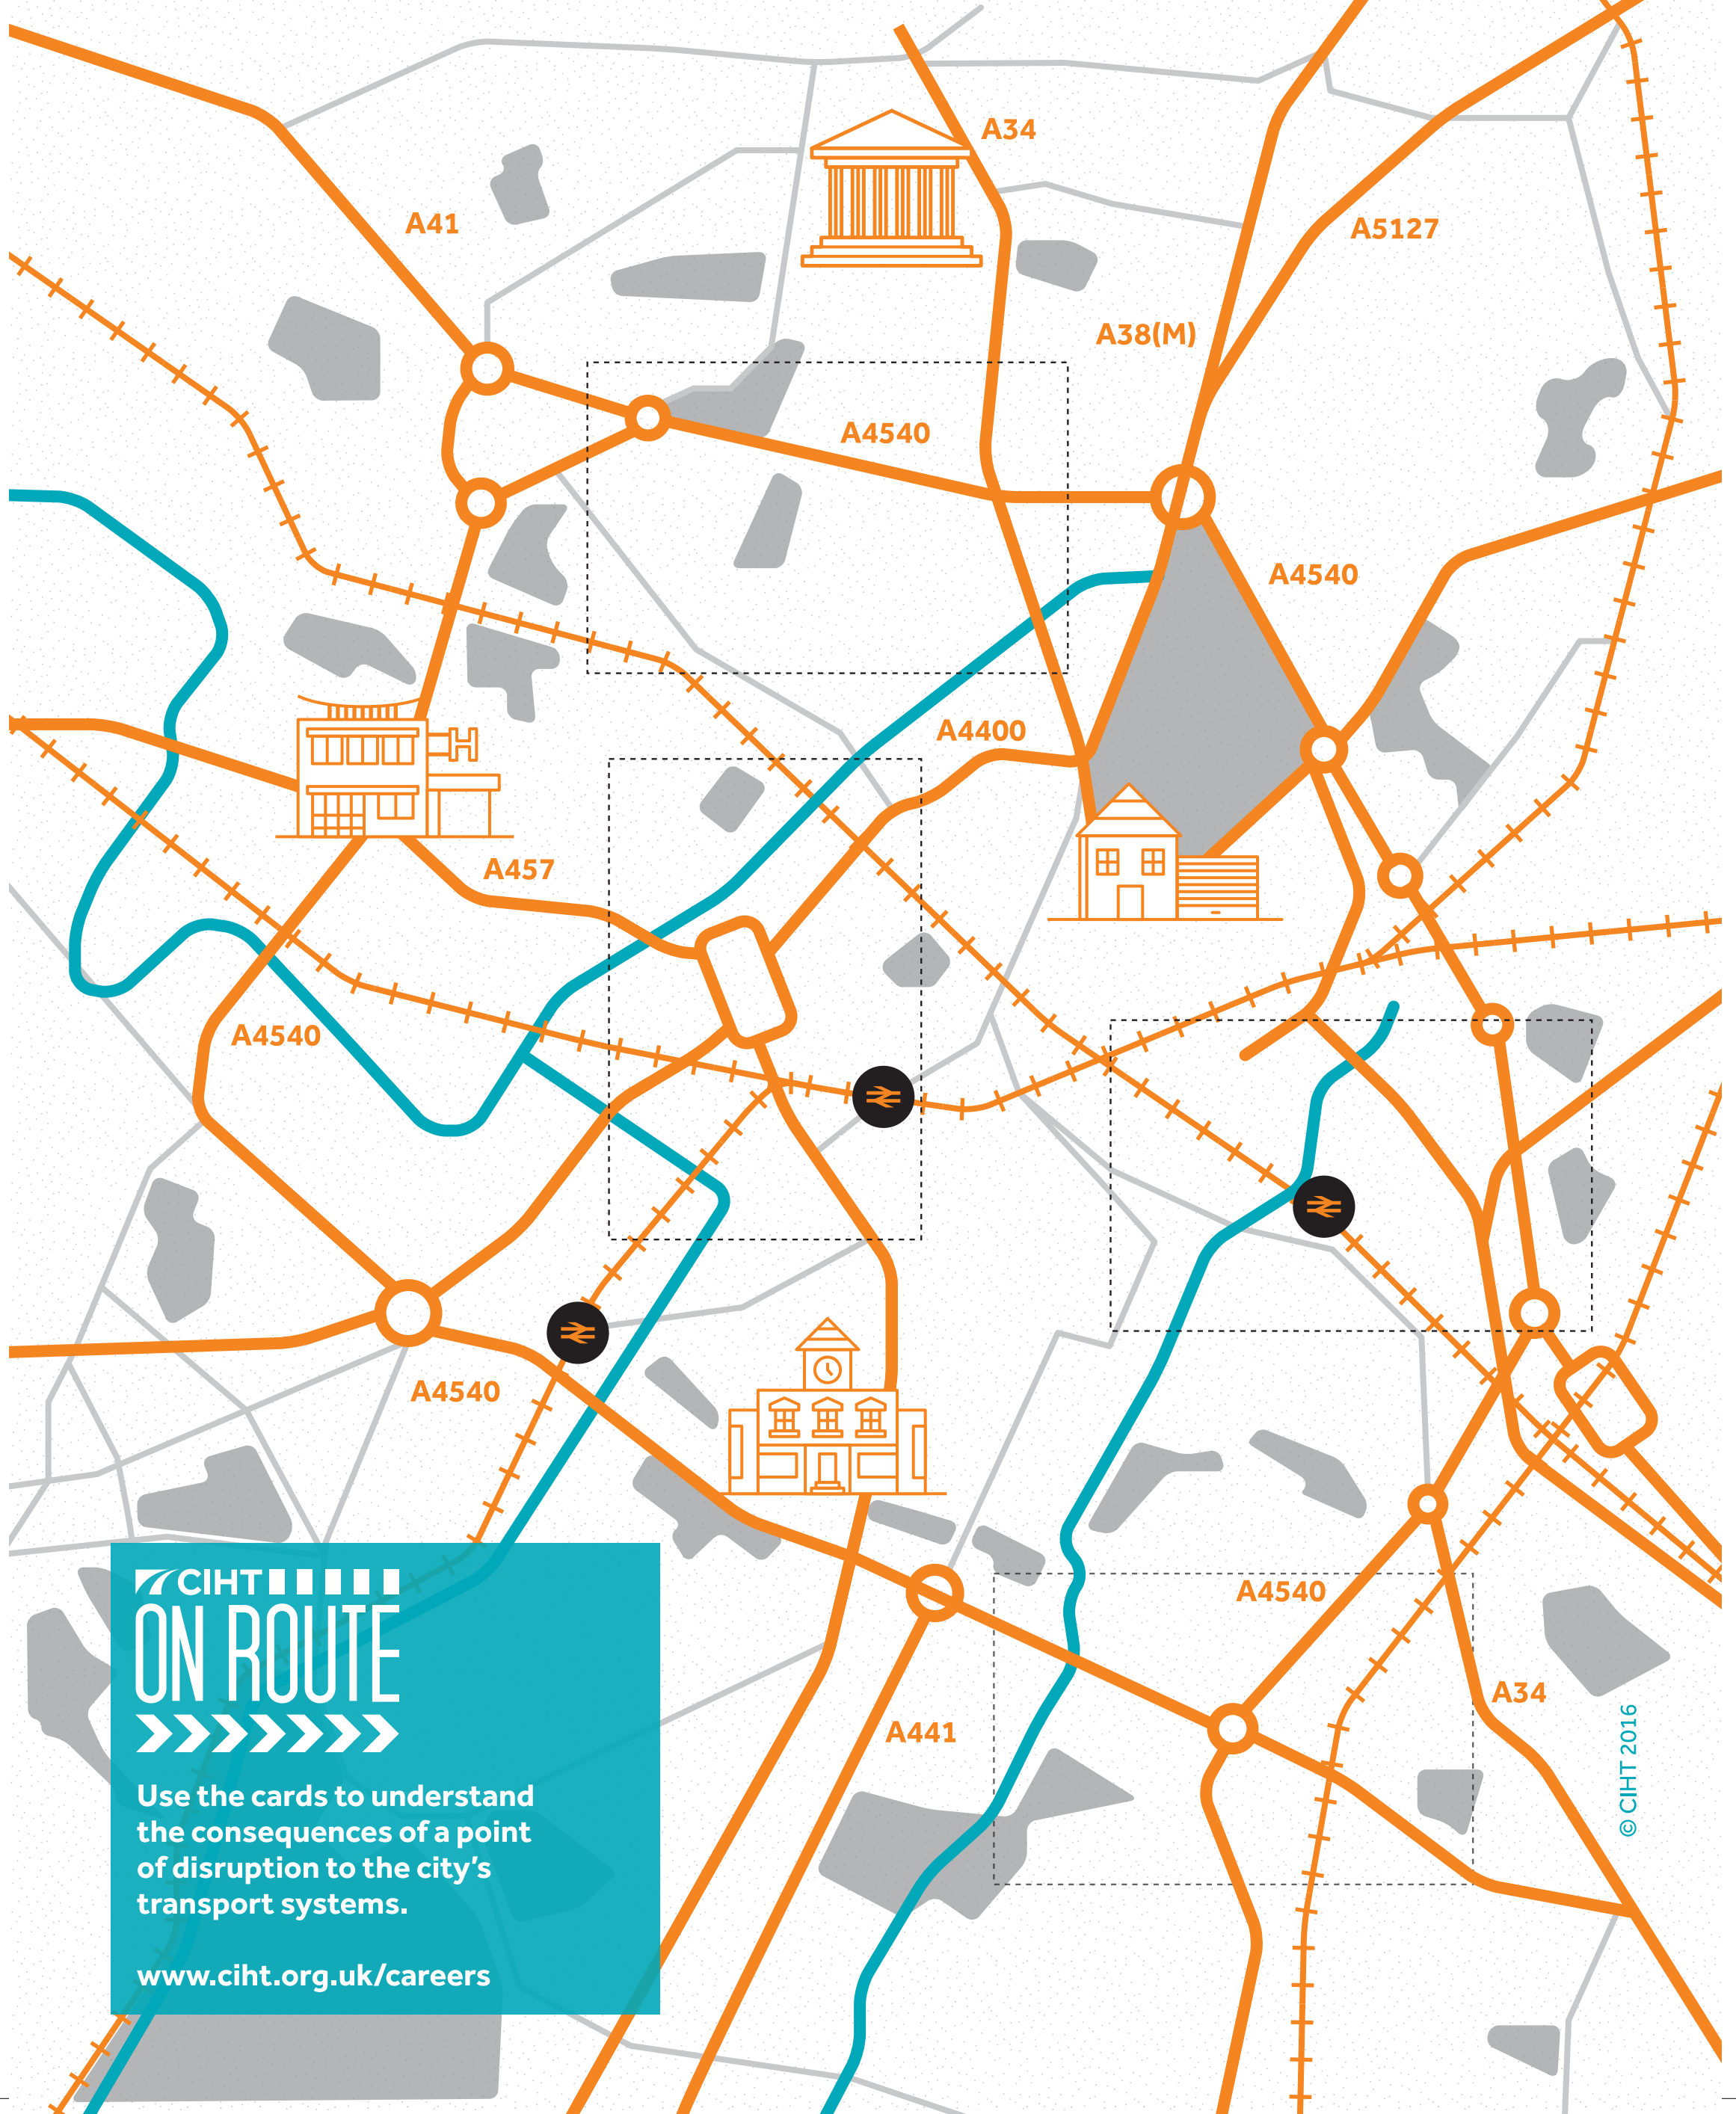 A34
A41
A5127
A38(M)
A4540
A4540
A4400
A457
A4540
A4540
A4540
A34
A441
© CIHT 2016
CIHT
ON ROUTE
Use the cards to understand
the consequences of a point
of disruption to the city's
transport systems.
www.ciht.org.uk/careers